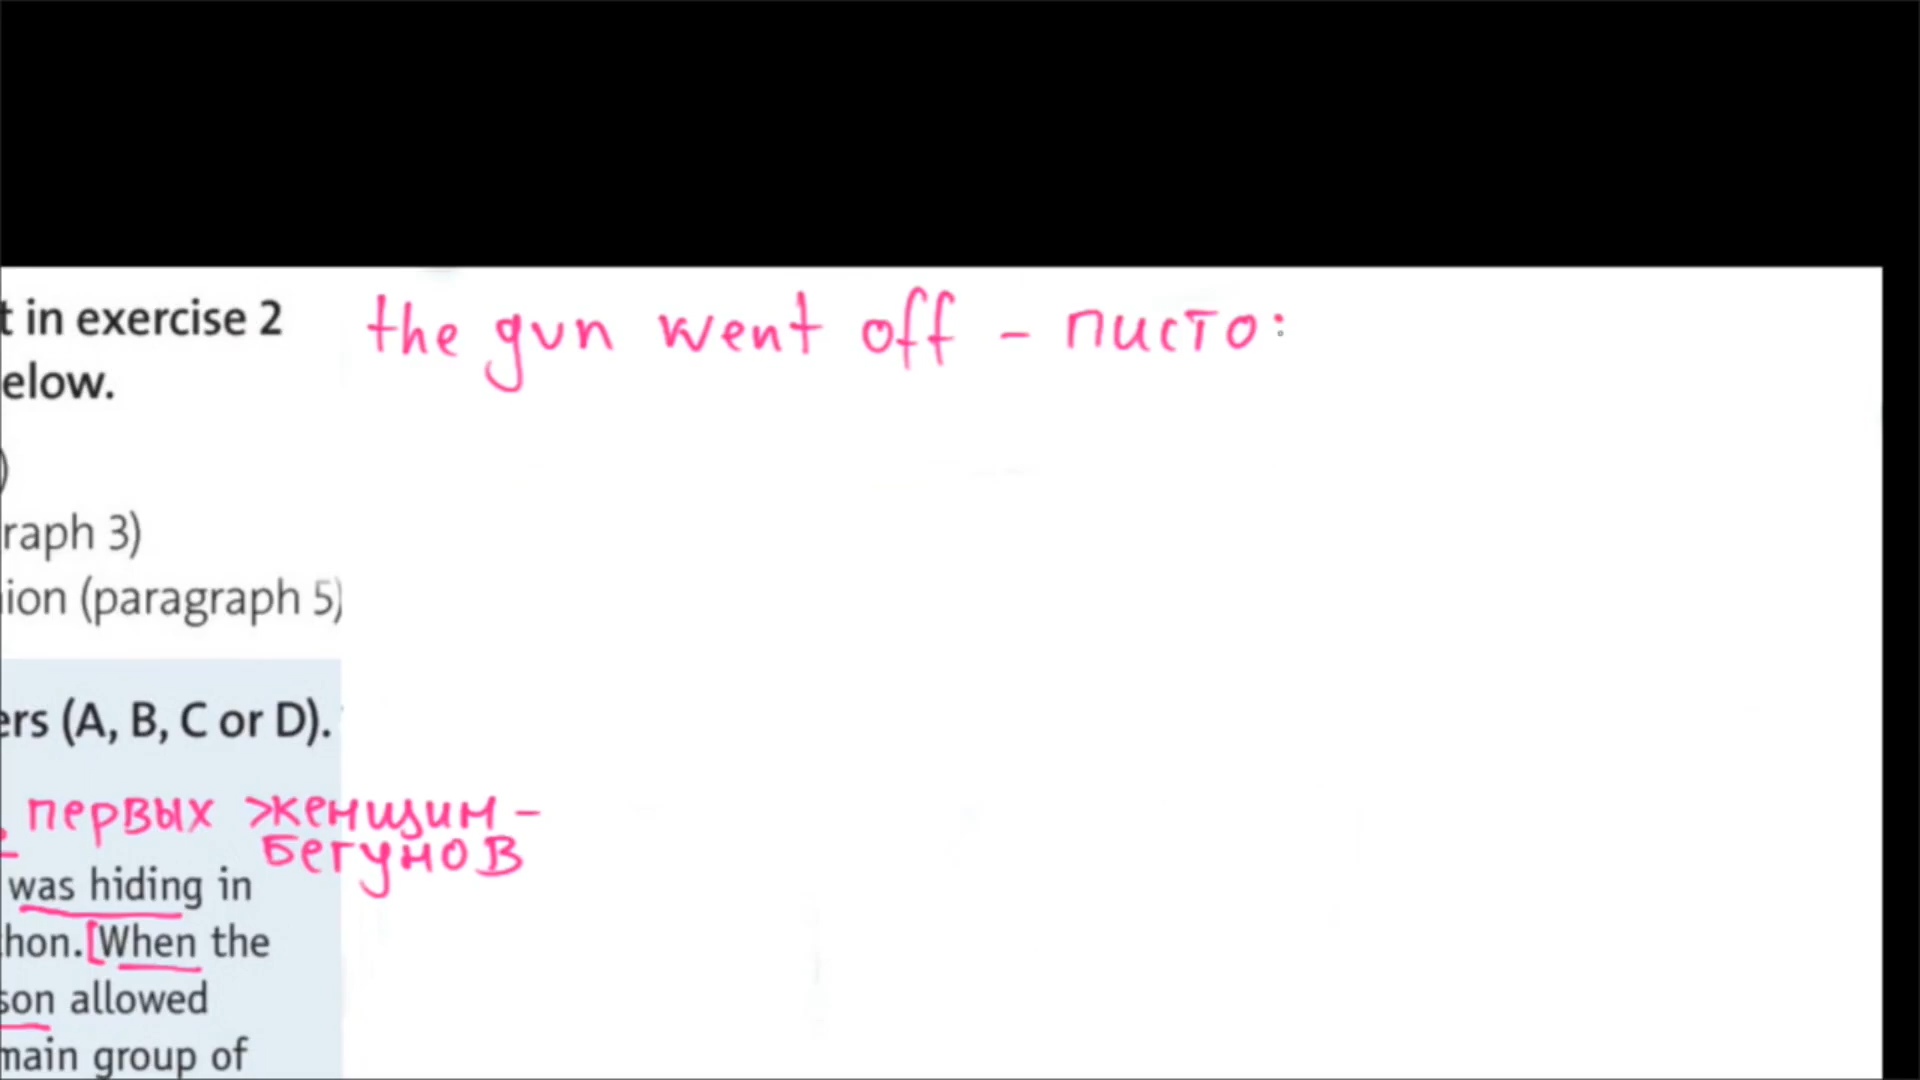 t in exercise 2
the gun went off - писто
elow.
)
raph 3)
ion (paragraph 5)
ers (A, B, C or D).
первых женщин-
бегунов
was hiding in
thon. [When the
son allowed
main group of